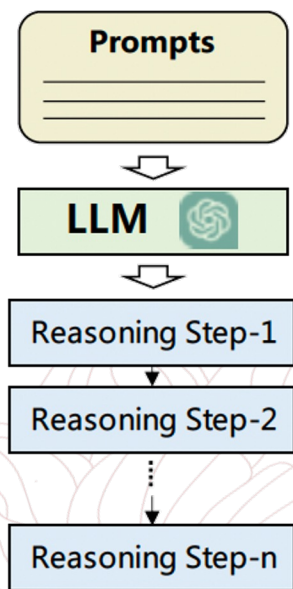 Prompts
LLM
Reasoning Step-1
Reasoning Step-2
Reasoning Step-n